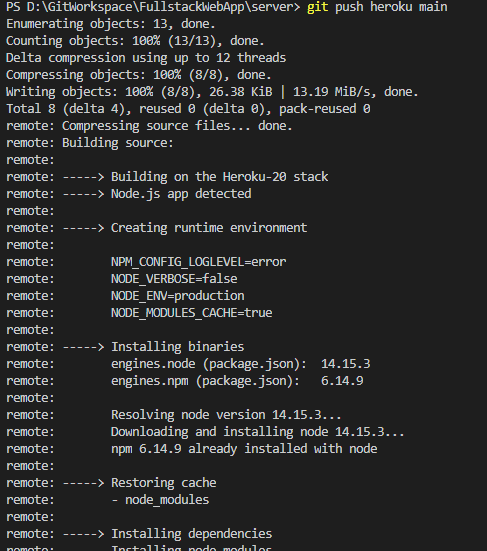 PS D:\GitWorkspace\FullstackWebApp\server> git push heroku main
Enumerating objects: 13, done.
Counting objects: 100% (13/13), done.
Delta compression using up to 12 threads
Compressing objects: 100% (8/8), done.
Writing objects: 100% (8/8), 26.38 KiB | 13.19 MiB/s, done.
Total 8 (delta 4), reused 0 (delta 0), pack-reused 0
remote: Compressing source files... done.
remote: Building source:
remote:
remote: -----> Building on the Heroku-20 stack
remote: -----> Node.js app detected
remote:
remote: -----> Creating runtime environment
remote:
remote:        NPM_CONFIG_LOGLEVEL=error
remote:        NODE_VERBOSE=false
remote:        NODE_ENV=production
remote:        NODE_MODULES_CACHE=true
remote:
remote: -----> Installing binaries
remote:        engines.node (package.json):  14.15.3
remote:        engines.npm (package.json):   6.14.9
remote:
remote:        Resolving node version 14.15.3...
remote:        Downloading and installing node 14.15.3...
remote:        npm 6.14.9 already installed with node
remote:
remote: -----> Restoring cache
remote:        - node_modules
remote:
remote: -----> Installing dependencies
remote:        Installing node modules